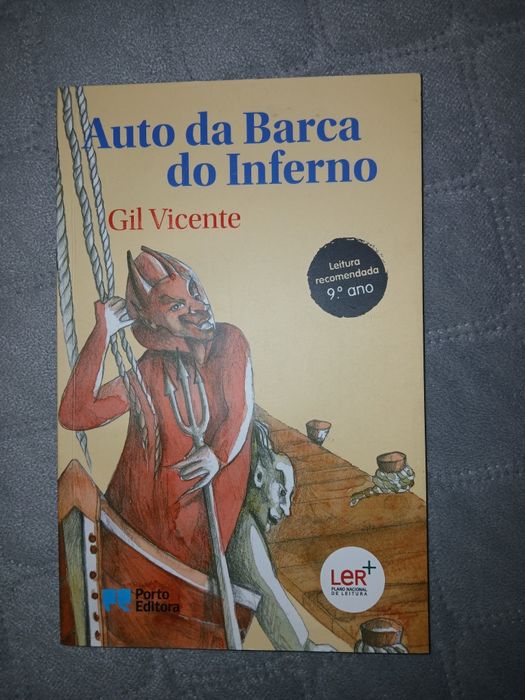 Auto da Barca
do Inferno
Gil Vicente
Leitura
recomendada
9.º ano
Porto
Editora
LeR+
PLANO NACIONAL
DE LEITURA